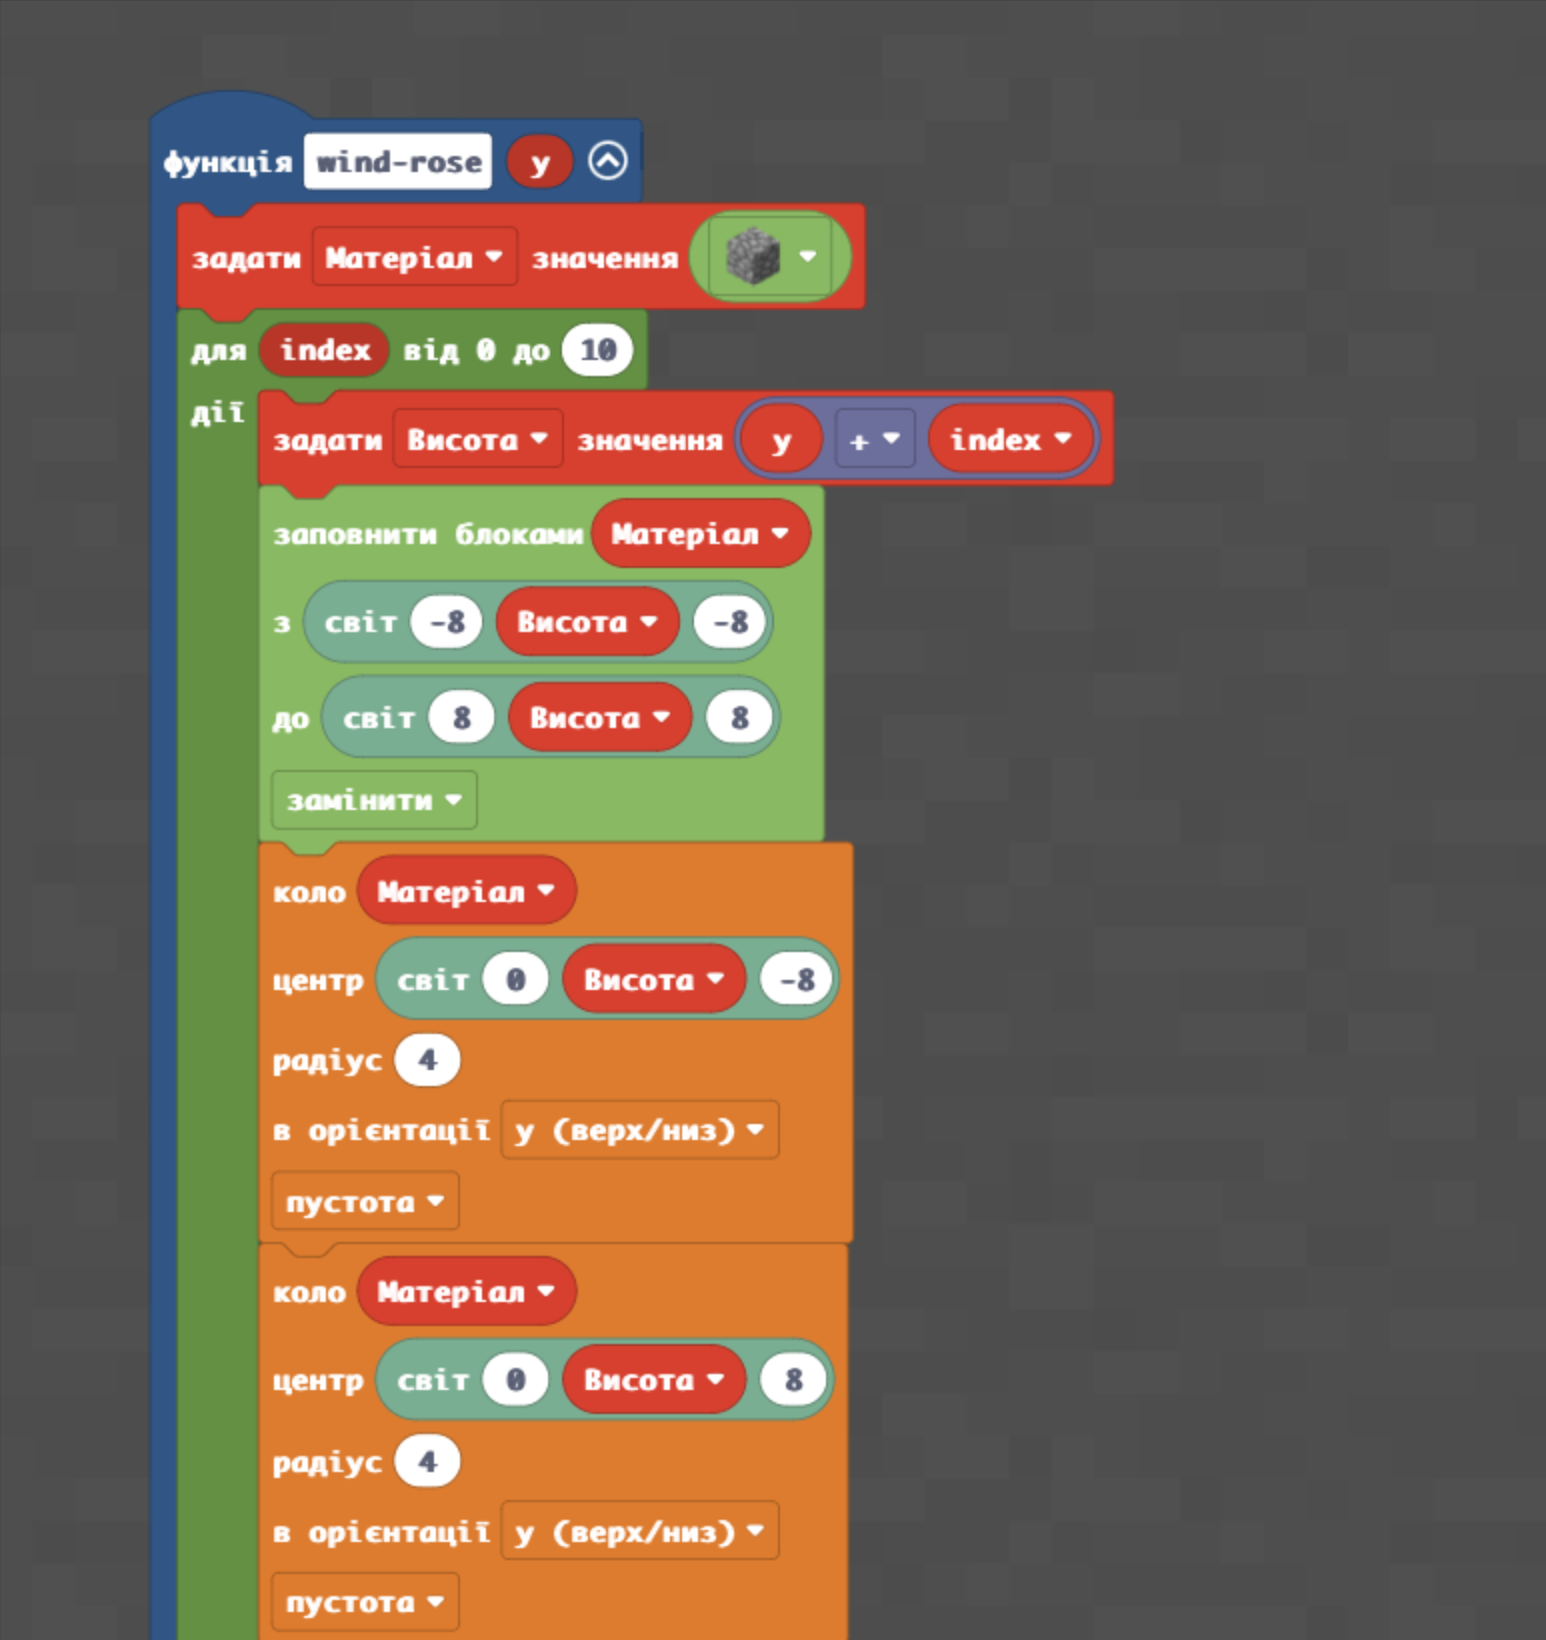 функція wind-rose y
задати Матеріал значення
для index від 0 до 10
дії
задати Висота значення y + index
заповнити блоками Матеріал
з світ -8 Висота -8
до світ 8 Висота 8
замінити
коло Матеріал
центр світ 0 Висота -8
радіус 4
в орієнтації y (верх/низ)
пустота
коло Матеріал
центр світ 0 Висота 8
радіус 4
в орієнтації y (верх/низ)
пустота